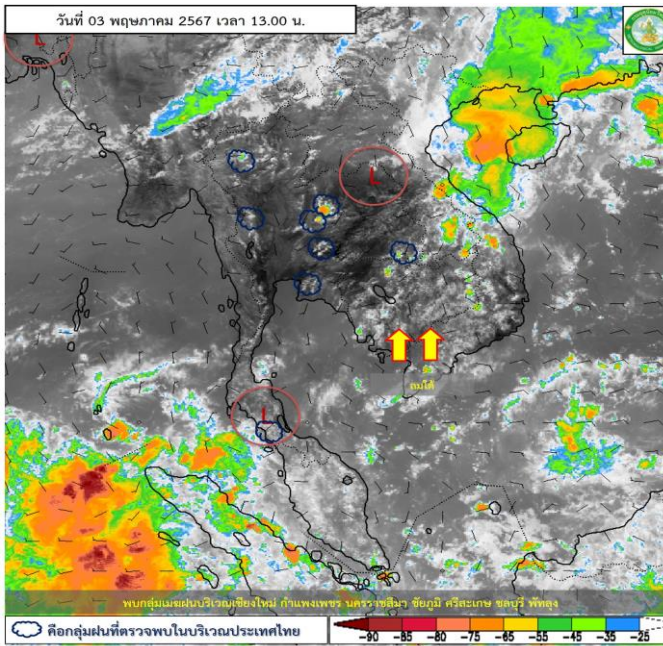 วันที่ 03 พฤษภาคม 2567 เวลา 13.00 น.
L
L
ลมใต้
L
พบกลุ่มเมฆฝนบริเวณเชียงใหม่ กำแพงเพชร นครราชสีมา ชัยภูมิ ศรีสะเกษ ชลบุรี พัทลุง
คือกลุ่มฝนที่ตรวจพบในบริเวณประเทศไทย
-90 -85 -80 -75 -65 -55 -45 -35 -25